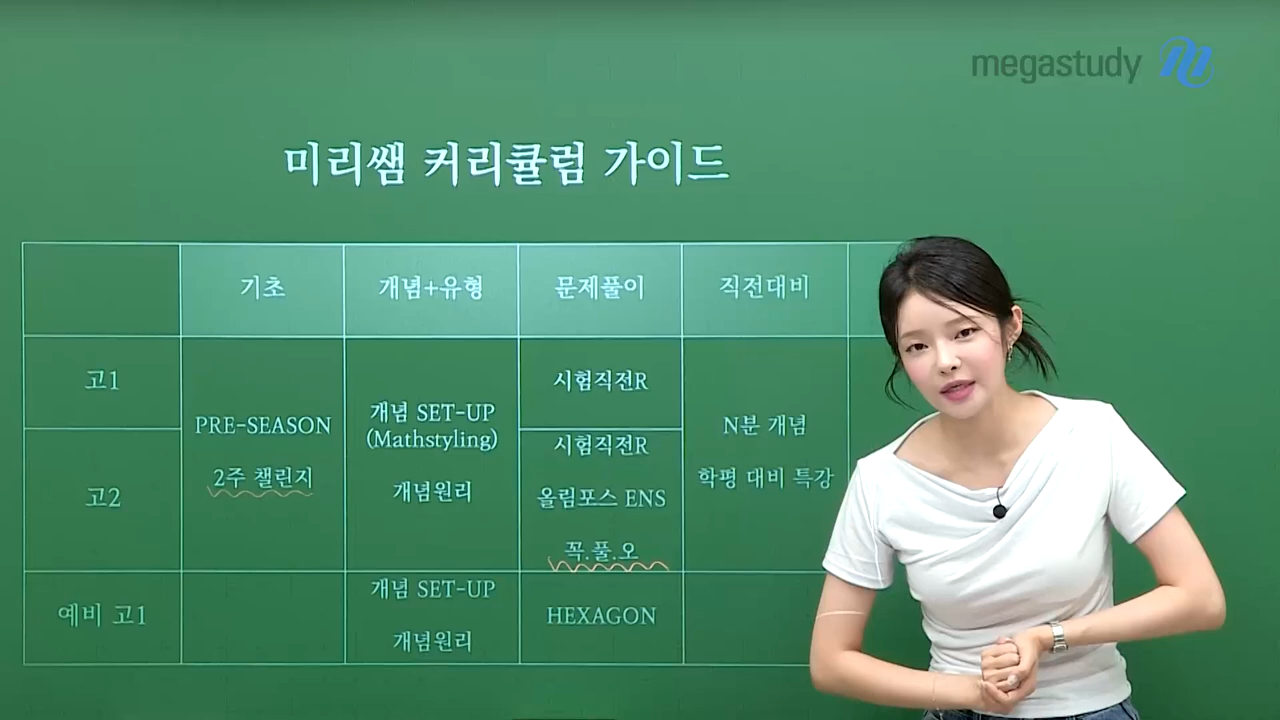 megastudy
미리쌤 커리큘럼 가이드
기초 개념+유형 문제풀이 직전대비
고1
PRE-SEASON
2주 챌린지
개념 SET-UP
(Mathstyling)
개념원리
시험직전R
N분 개념
학평 대비 특강
고2
시험직전R
올림포스 ENS
꼭.풀.오
예비 고1
개념 SET-UP
개념원리
HEXAGON